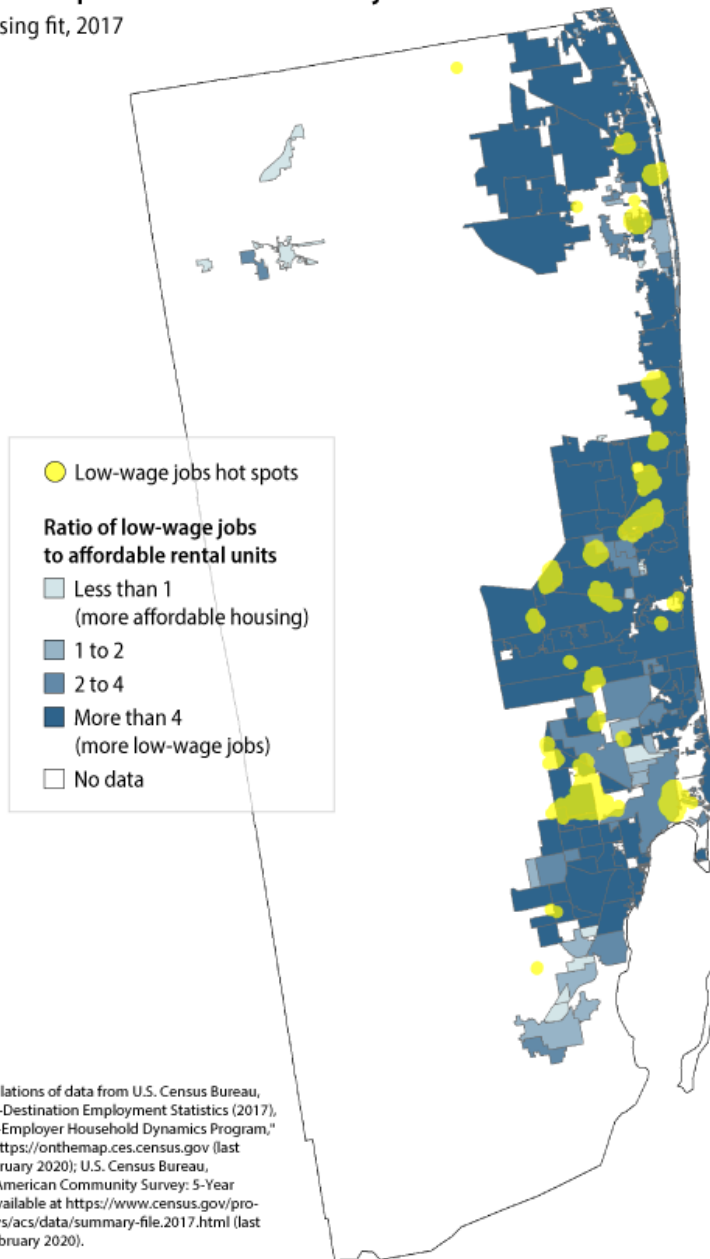 sing fit, 2017
Low-wage jobs hot spots
Ratio of low-wage jobs
to affordable rental units
Less than 1
(more affordable housing)
1 to 2
2 to 4
More than 4
(more low-wage jobs)
No data
lations of data from U.S. Census Bureau,
-Destination Employment Statistics (2017),
-Employer Household Dynamics Program,"
ttps://onthemap.ces.census.gov (last
ruary 2020); U.S. Census Bureau,
American Community Survey: 5-Year
vailable at https://www.census.gov/pro-
s/acs/data/summary-file.2017.html (last
bruary 2020).